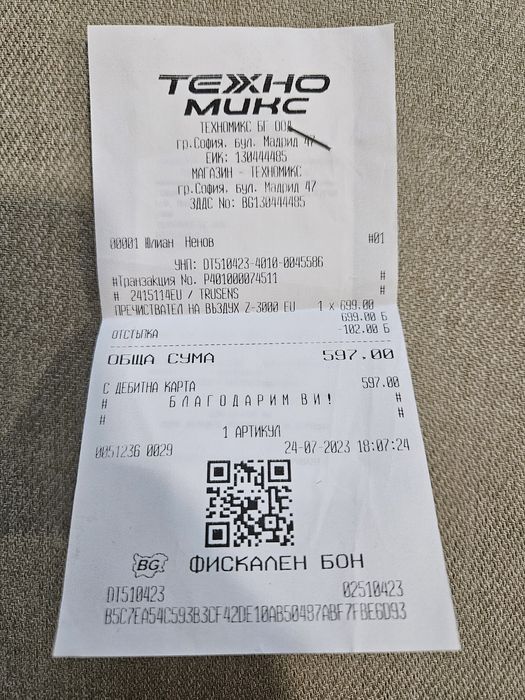 ТЕХНО
МИКС
ТЕХНОМИКС БГ ООД
гр.София, бул. Мадрид 47
ЕИК: 130444485
МАГАЗИН - ТЕХНОМИКС
гр.София, бул. Мадрид 47
ЗДДС No: BG130444485
00001 Юлиан Ненов #01
УНП: DT510423-4010-0045586
#Транзакция No. P401000074511 #
# 2415114EU / TRUSENS #
ПРЕЧИСТВАТЕЛ НА ВЪЗДУХ Z-3000 EU 1 x 699.00
699.00 Б
ОТСТЪПКА -102.00 Б
ОБЩА СУМА 597.00
С ДЕБИТНА КАРТА 597.00
# БЛАГОДАРИМ ВИ! #
# #
1 АРТИКУЛ
0851236 0029 24-07-2023 18:07:24
BG ФИСКАЛЕН БОН
DT510423 02510423
B5C7EA54C593B3CF42DE10AB50487ABF7FBE6D93